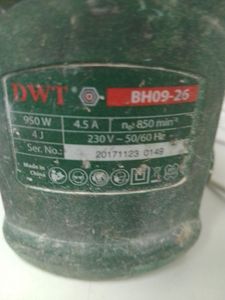 DWT BH09-26
950 W 4.5 A n₀:850 min⁻¹
4 J 230 V ~ 50/60 Hz
Ser. No.: 20171123 0149
Made in
China